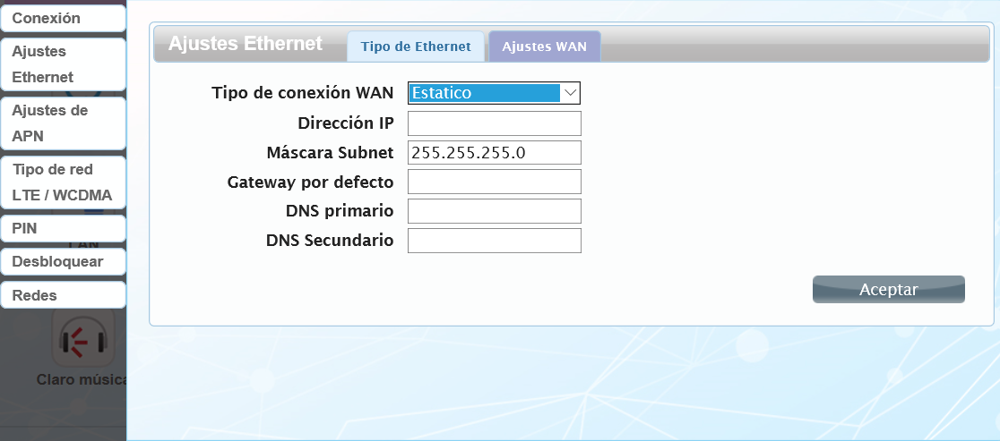 Conexión
Ajustes
Ethernet
Ajustes de
APN
Tipo de red
LTE / WCDMA
PIN
LAN
Desbloquear
Redes
Claro música
Ajustes Ethernet
Tipo de Ethernet
Ajustes WAN
Tipo de conexión WAN Estatico
Dirección IP
Máscara Subnet 255.255.255.0
Gateway por defecto
DNS primario
DNS Secundario
Aceptar